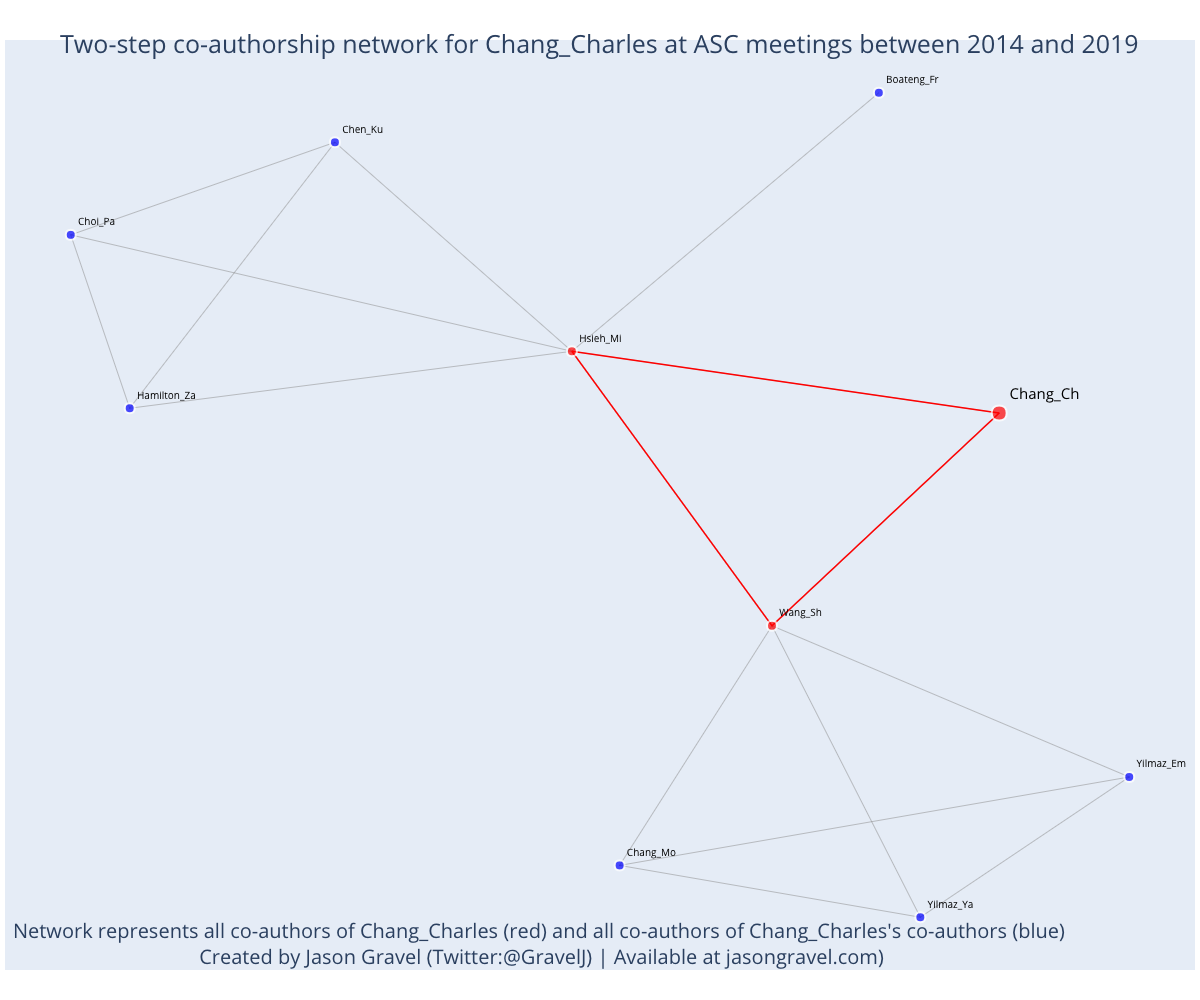 Two-step co-authorship network for Chang_Charles at ASC meetings between 2014 and 2019
Boateng_Fr
Chen_Ku
Choi_Pa
Hsieh_Mi
Hamilton_Za
Chang_Ch
Wang_Sh
Yilmaz_Em
Chang_Mo
Yilmaz_Ya
Network represents all co-authors of Chang_Charles (red) and all co-authors of Chang_Charles's co-authors (blue)
Created by Jason Gravel (Twitter:@GravelJ) | Available at jasongravel.com)